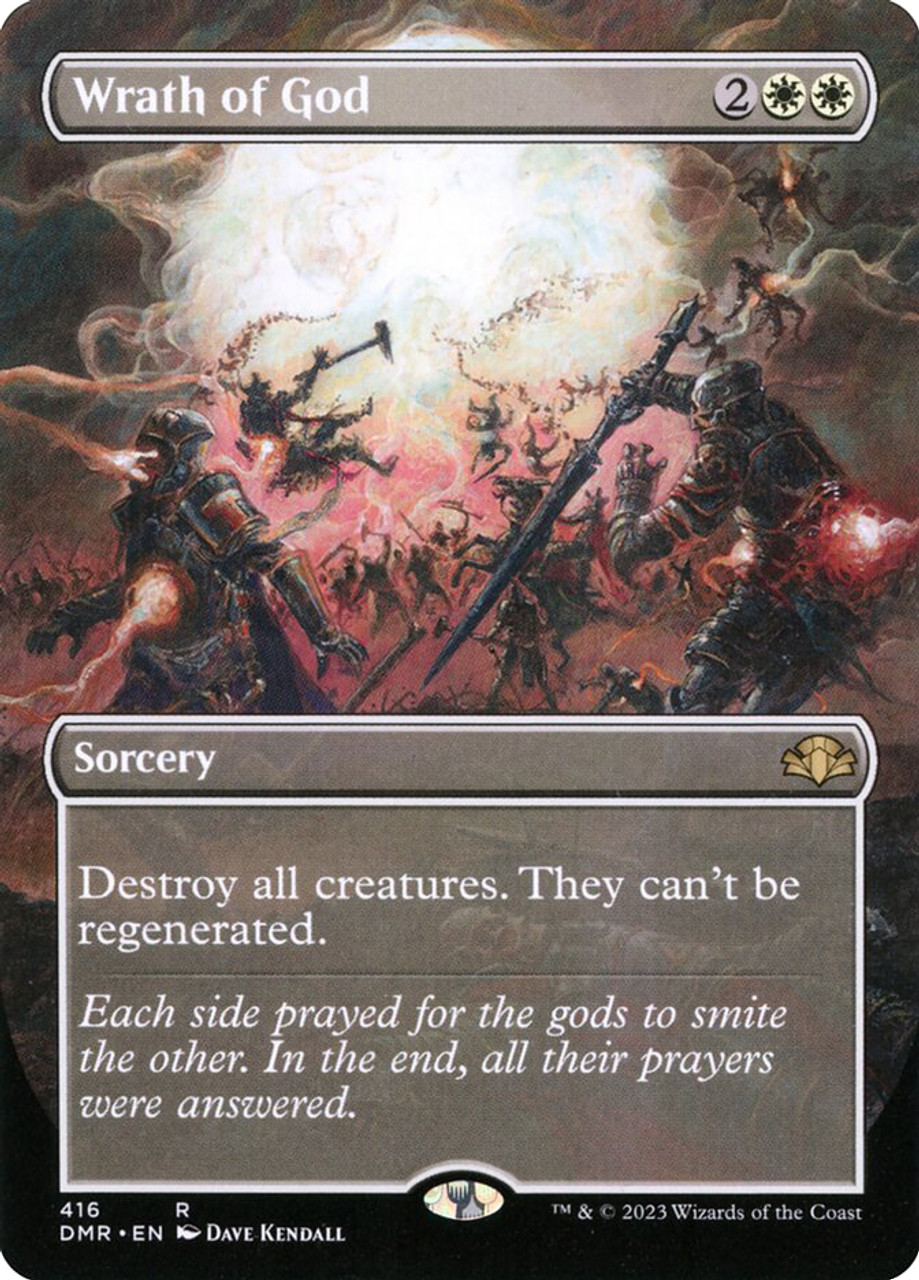 Wrath of God 2
Sorcery
Destroy all creatures. They can't be
regenerated.
Each side prayed for the gods to smite
the other. In the end, all their prayers
were answered.
416 R
DMR • EN DAVE KENDALL
™ & © 2023 Wizards of the Coast